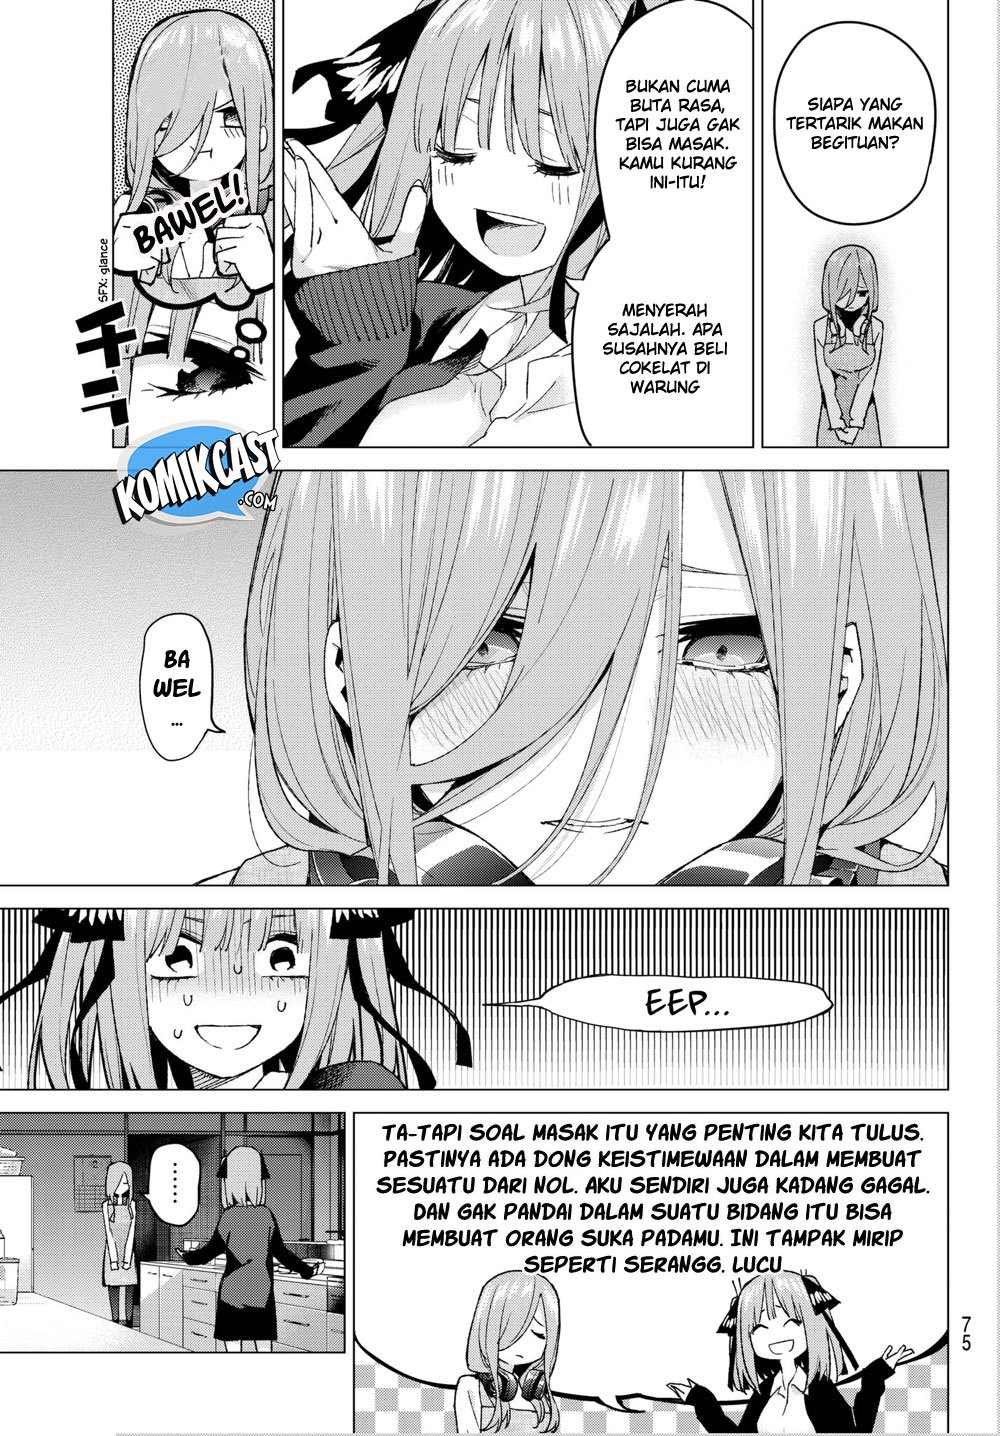 SIAPA YANG
TERTARIK MAKAN
BEGITUAN?
BUKAN CUMA
BUTA RASA,
TAPI JUGA GAK
BISA MASAK.
KAMU KURANG
INI-ITU!
MENYERAH
SAJALAH. APA
SUSAHNYA BELI
COKELAT DI
WARUNG
BAWEL!
SFX: glance
チラ
KOMIKCAST
.COM
BA
WEL
...
EEP...
......
TA-TAPI SOAL MASAK ITU YANG PENTING KITA TULUS.
PASTINYA ADA DONG KEISTIMEWAAN DALAM MEMBUAT
SESUATU DARI NOL. AKU SENDIRI JUGA KADANG GAGAL.
DAN GAK PANDAI DALAM SUATU BIDANG ITU BISA
MEMBUAT ORANG SUKA PADAMU. INI TAMPAK MIRIP
SEPERTI SERANGG. LUCU
75